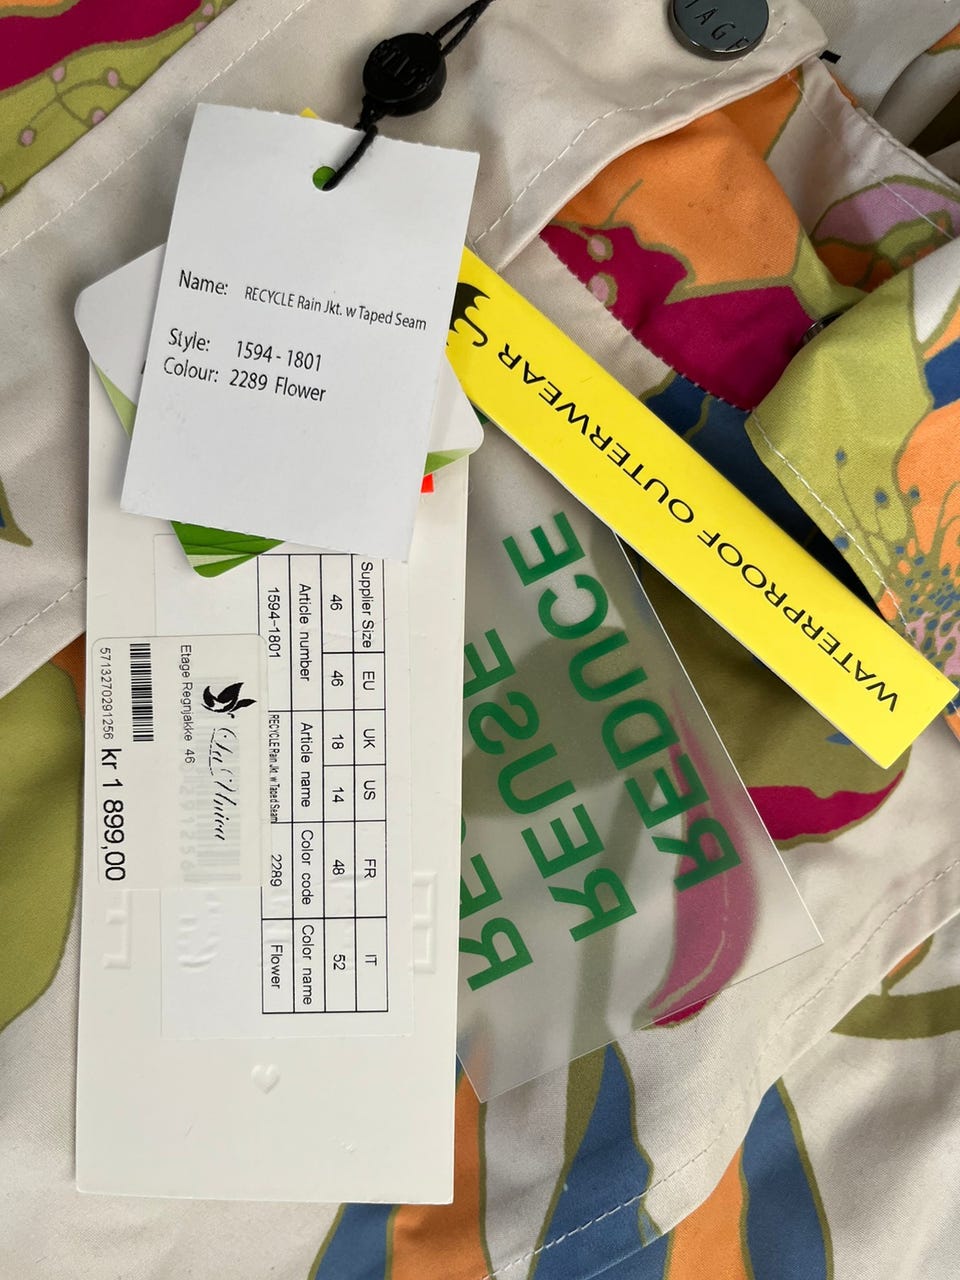 TAGE
Name: RECYCLE Rain Jkt. w Taped Seam
Style: 1594 - 1801
Colour: 2289 Flower
WATERPROOF OUTERWEAR
REDUCE
REUSE
Supplier Size EU UK US FR IT
46 46 18 14 48 52
Article number Article name Color code Color name
1594-1801 RECYCLE Rain Jkt. w Taped Seam 2289 Flower
Etage Regnjakke 46
5713270291256 kr 1 899,00